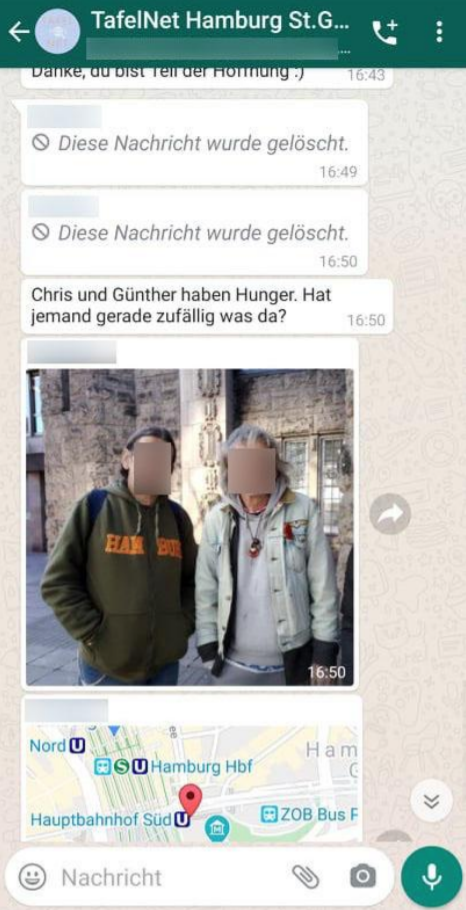 TafelNet Hamburg St.G...
Danke, du bist Teil der Hoffnung :)
16:43
Diese Nachricht wurde gelöscht.
16:49
Diese Nachricht wurde gelöscht.
16:50
Chris und Günther haben Hunger. Hat
jemand gerade zufällig was da?
16:50
HAM BUR
16:50
Nord U
Ham
S U Hamburg Hbf
Hauptbahnhof Süd U
ZOB Bus P
Nachricht